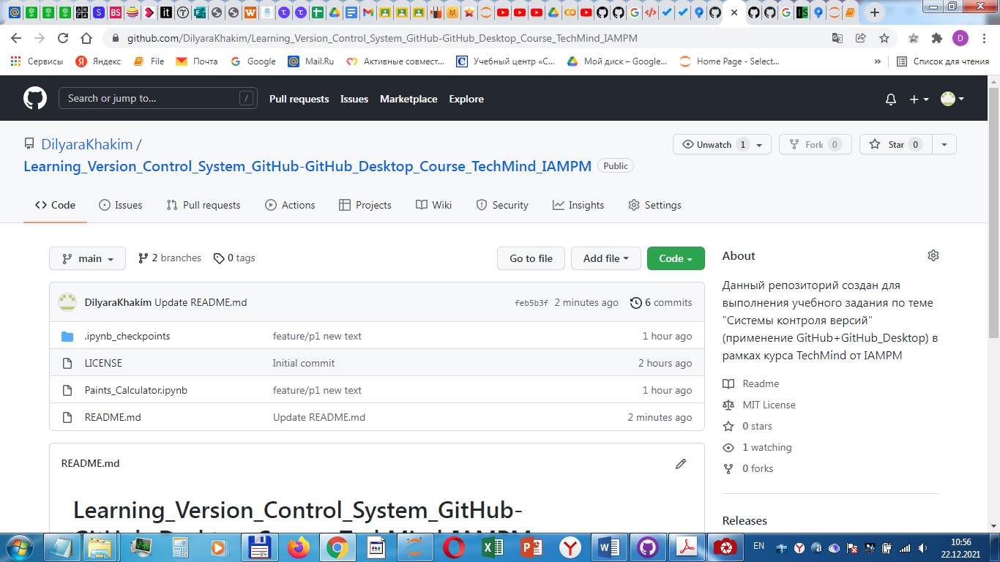 github.com/DilyaraKhakim/Learning_Version_Control_System_GitHub-GitHub_Desktop_Course_TechMind_IAMPM
D
Сервисы Яндекс File Почта Google Mail.Ru Активные совмест... Учебный центр «С... Мой диск – Google... Home Page - Select... » Список для чтения
Search or jump to... / Pull requests Issues Marketplace Explore
DilyaraKhakim /
Learning_Version_Control_System_GitHub-GitHub_Desktop_Course_TechMind_IAMPM Public
Unwatch 1 Fork 0 Star 0
Code Issues Pull requests Actions Projects Wiki Security Insights Settings
main 2 branches 0 tags Go to file Add file Code
DilyaraKhakim Update README.md feb5b3f 2 minutes ago 6 commits
.ipynb_checkpoints feature/p1 new text 1 hour ago
LICENSE Initial commit 2 hours ago
Paints_Calculator.ipynb feature/p1 new text 1 hour ago
README.md Update README.md 2 minutes ago
README.md
Learning_Version_Control_System_GitHub-
GitHub_Desktop_Course_TechMind_IAMPM
About
Данный репозиторий создан для
выполнения учебного задания по теме
"Системы контроля версий"
(применение GitHub+GitHub_Desktop) в
рамках курса TechMind от IAMPM
Readme
MIT License
0 stars
1 watching
0 forks
Releases
EN
10:56
22.12.2021